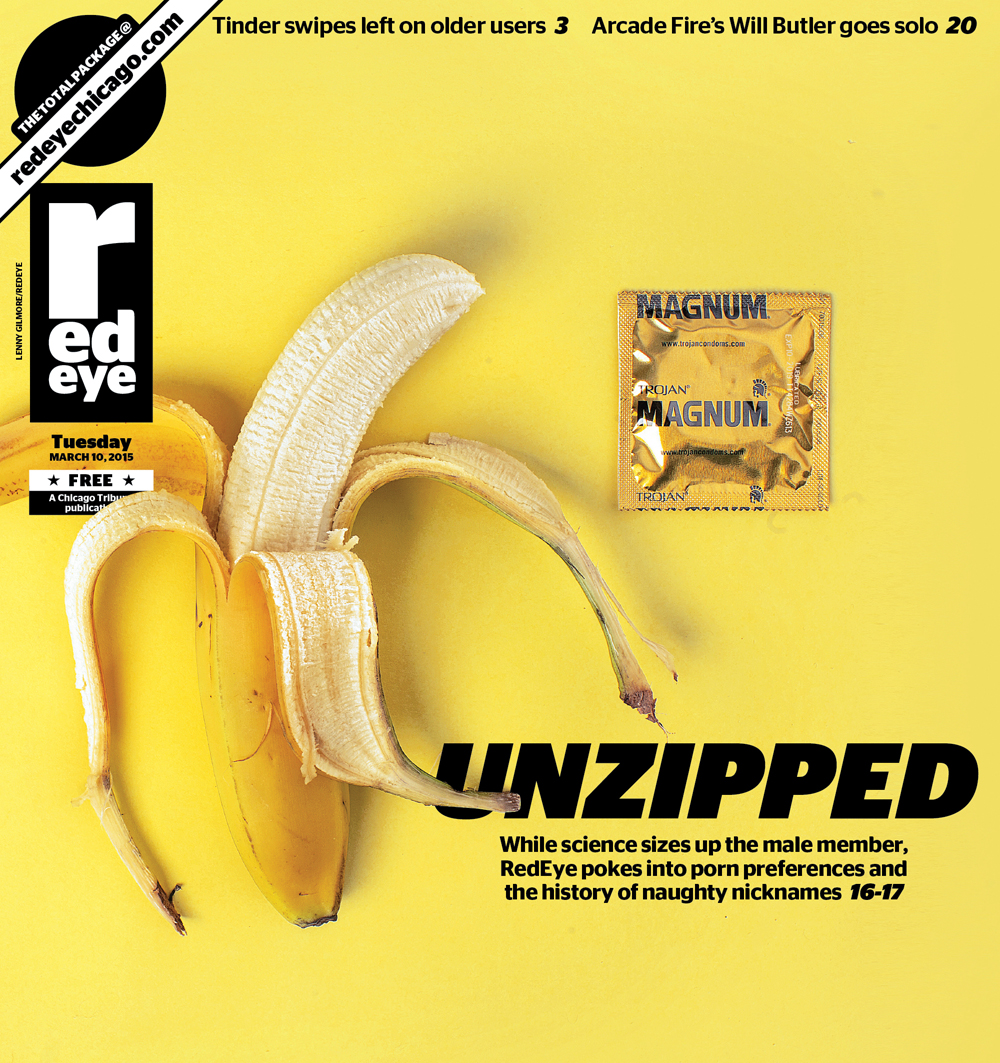 Tinder swipes left on older users 3
Arcade Fire's Will Butler goes solo 20
THE TOTAL PACKAGE@
redeyechicago.com
red
eye
LENNY GILMORE/REDEYE
Tuesday
MARCH 10, 2015
★ FREE ★
A Chicago
MAGNUM
www.trojancondoms.com
TROJAN®
MAGNUM
www.trojancondoms.com
TROJAN®
UNZIPPED
While science sizes up the male member,
RedEye pokes into porn preferences and
the history of naughty nicknames 16-17